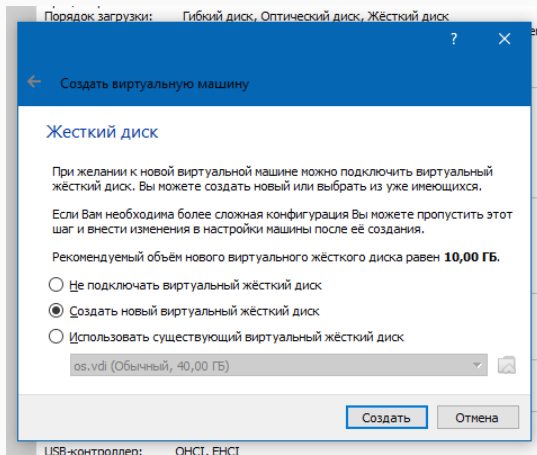 Порядок загрузки: Гибкий диск, Оптический диск, Жёсткий диск
?
Создать виртуальную машину
Жесткий диск
При желании к новой виртуальной машине можно подключить виртуальный
жёсткий диск. Вы можете создать новый или выбрать из уже имеющихся.
Если Вам необходима более сложная конфигурация Вы можете пропустить этот
шаг и внести изменения в настройки машины после её создания.
Рекомендуемый объём нового виртуального жёсткого диска равен 10,00 ГБ.
Не подключать виртуальный жёсткий диск
Создать новый виртуальный жёсткий диск
Использовать существующий виртуальный жёсткий диск
os.vdi (Обычный, 40,00 ГБ)
Создать Отмена
USB-контроллер: OHCI, EHCI